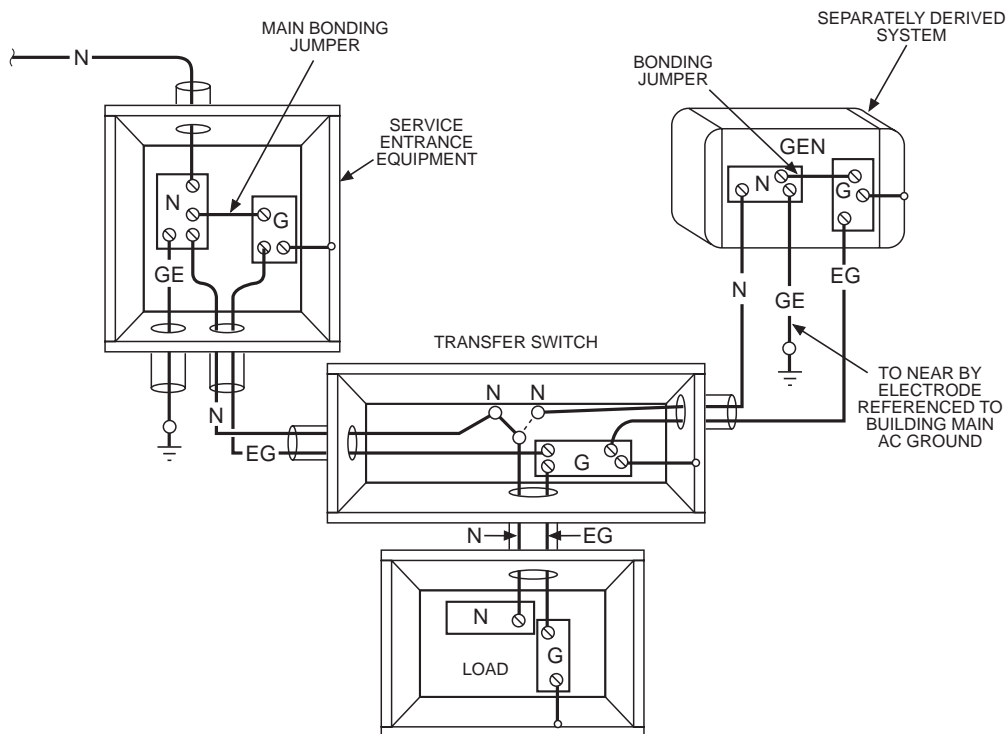 SEPARATELY DERIVED
SYSTEM
MAIN BONDING
JUMPER
N
BONDING
JUMPER
SERVICE
ENTRANCE
EQUIPMENT
GEN
N
G
N
G
GE
N
GE
EG
TRANSFER SWITCH
TO NEAR BY
ELECTRODE
REFERENCED TO
BUILDING MAIN
AC GROUND
N
N
N
EG
G
N
EG
N
G
LOAD